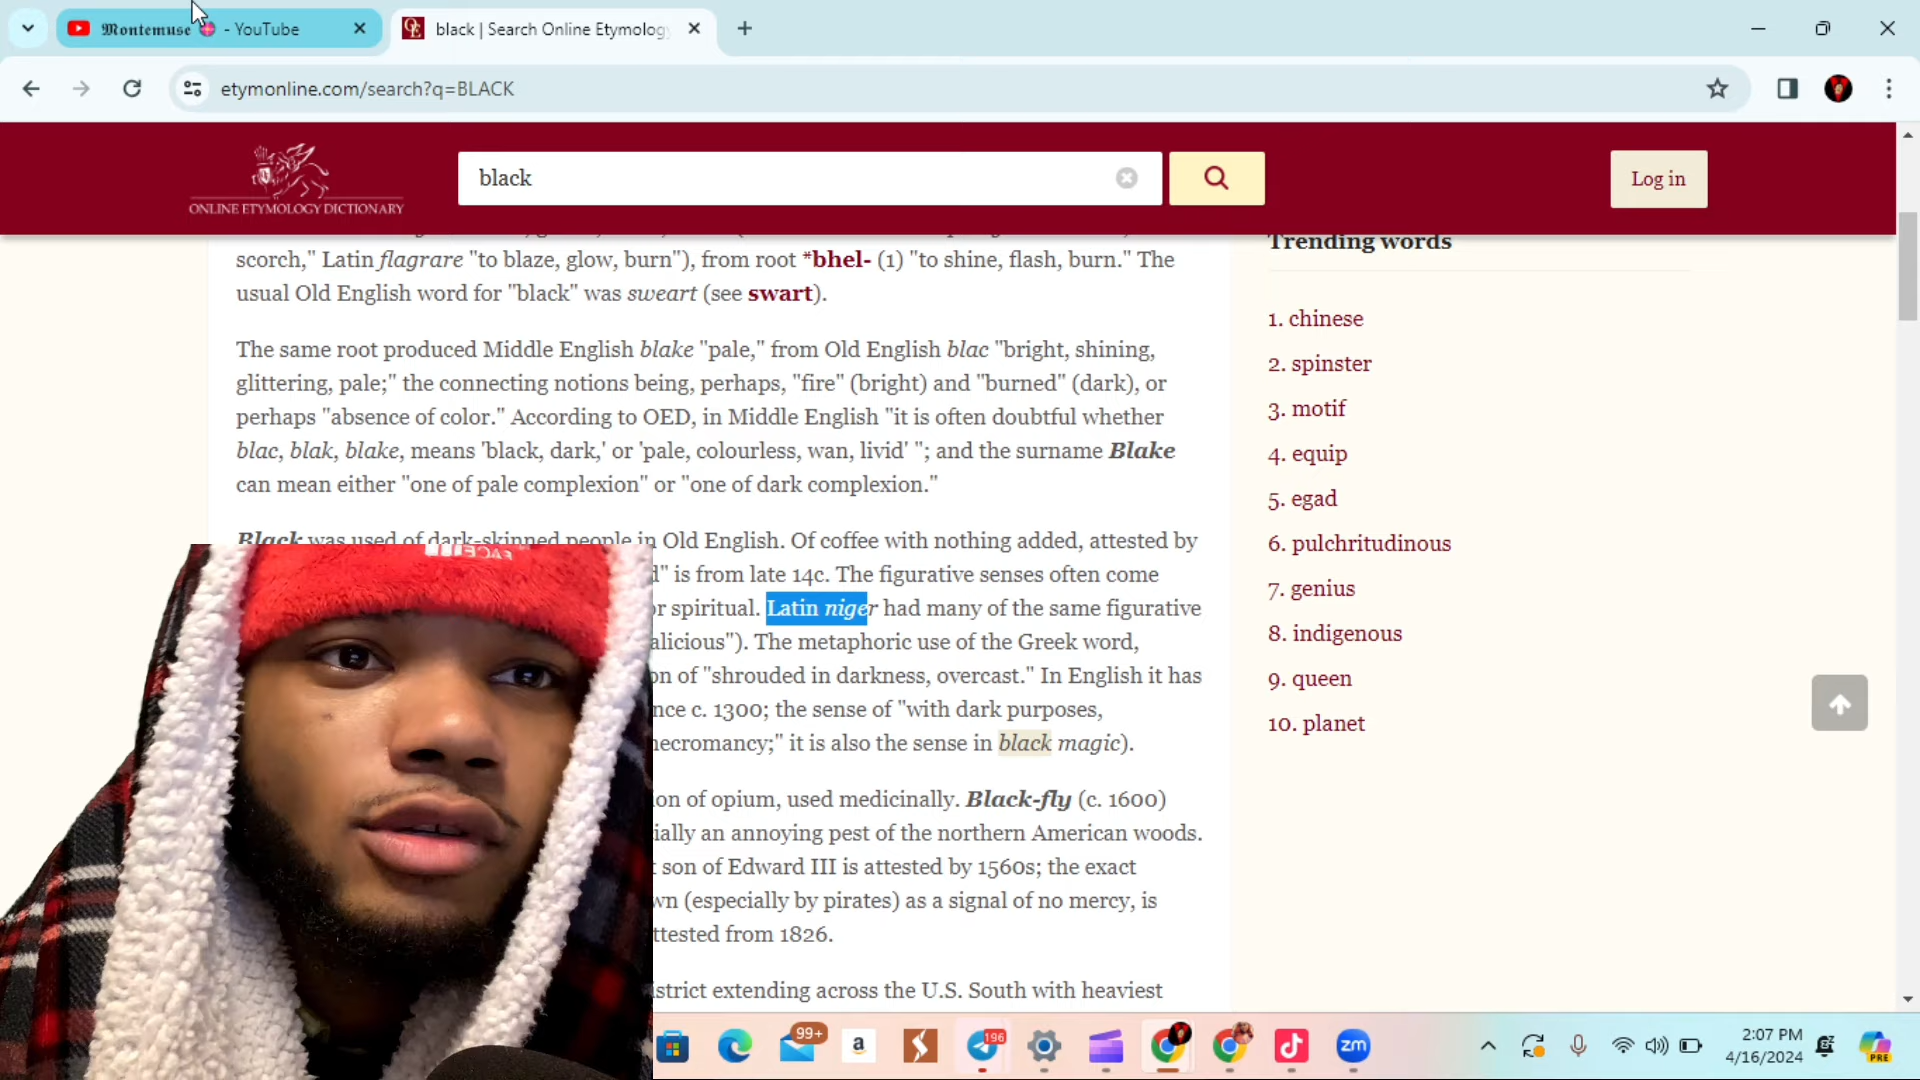 𝕸𝖔𝖓𝖙𝖊𝖒𝖚𝖘𝖊 - YouTube
black | Search Online Etymolog
etymonline.com/search?q=BLACK
ONLINE ETYMOLOGY DICTIONARY
black
Log in
scorch," Latin flagrare "to blaze, glow, burn"), from root *bhel- (1) "to shine, flash, burn." The
usual Old English word for "black" was sweart (see swart).
The same root produced Middle English blake "pale," from Old English blac "bright, shining,
glittering, pale;" the connecting notions being, perhaps, "fire" (bright) and "burned" (dark), or
perhaps "absence of color." According to OED, in Middle English "it is often doubtful whether
blac, blak, blake, means 'black, dark,' or 'pale, colourless, wan, livid' "; and the surname Blake
can mean either "one of pale complexion" or "one of dark complexion."
Black was used of dark-skinned people in Old English. Of coffee with nothing added, attested by
" is from late 14c. The figurative senses often come
or spiritual. Latin niger had many of the same figurative
alicious"). The metaphoric use of the Greek word,
on of "shrouded in darkness, overcast." In English it has
nce c. 1300; the sense of "with dark purposes,
necromancy;" it is also the sense in black magic).
ion of opium, used medicinally. Black-fly (c. 1600)
ially an annoying pest of the northern American woods.
t son of Edward III is attested by 1560s; the exact
wn (especially by pirates) as a signal of no mercy, is
ttested from 1826.
strict extending across the U.S. South with heaviest
Trending words
1. chinese
2. spinster
3. motif
4. equip
5. egad
6. pulchritudinous
7. genius
8. indigenous
9. queen
10. planet
99+
a
196
zm
2:07 PM
4/16/2024
PRE